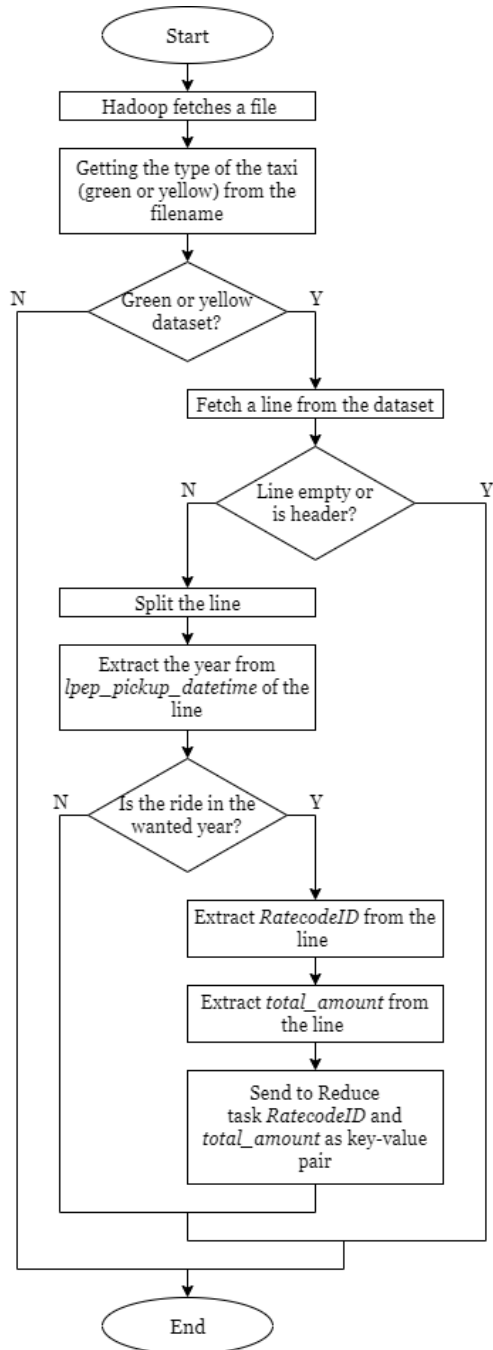 Start
Hadoop fetches a file
Getting the type of the taxi
(green or yellow) from the
filename
N
Green or yellow
dataset?
Y
Fetch a line from the dataset
N
Line empty or
is header?
Y
Split the line
Extract the year from
lpep_pickup_datetime of the
line
N
Is the ride in the
wanted year?
Y
Extract RatecodeID from the
line
Extract total_amount from
the line
Send to Reduce
task RatecodeID and
total_amount as key-value
pair
End